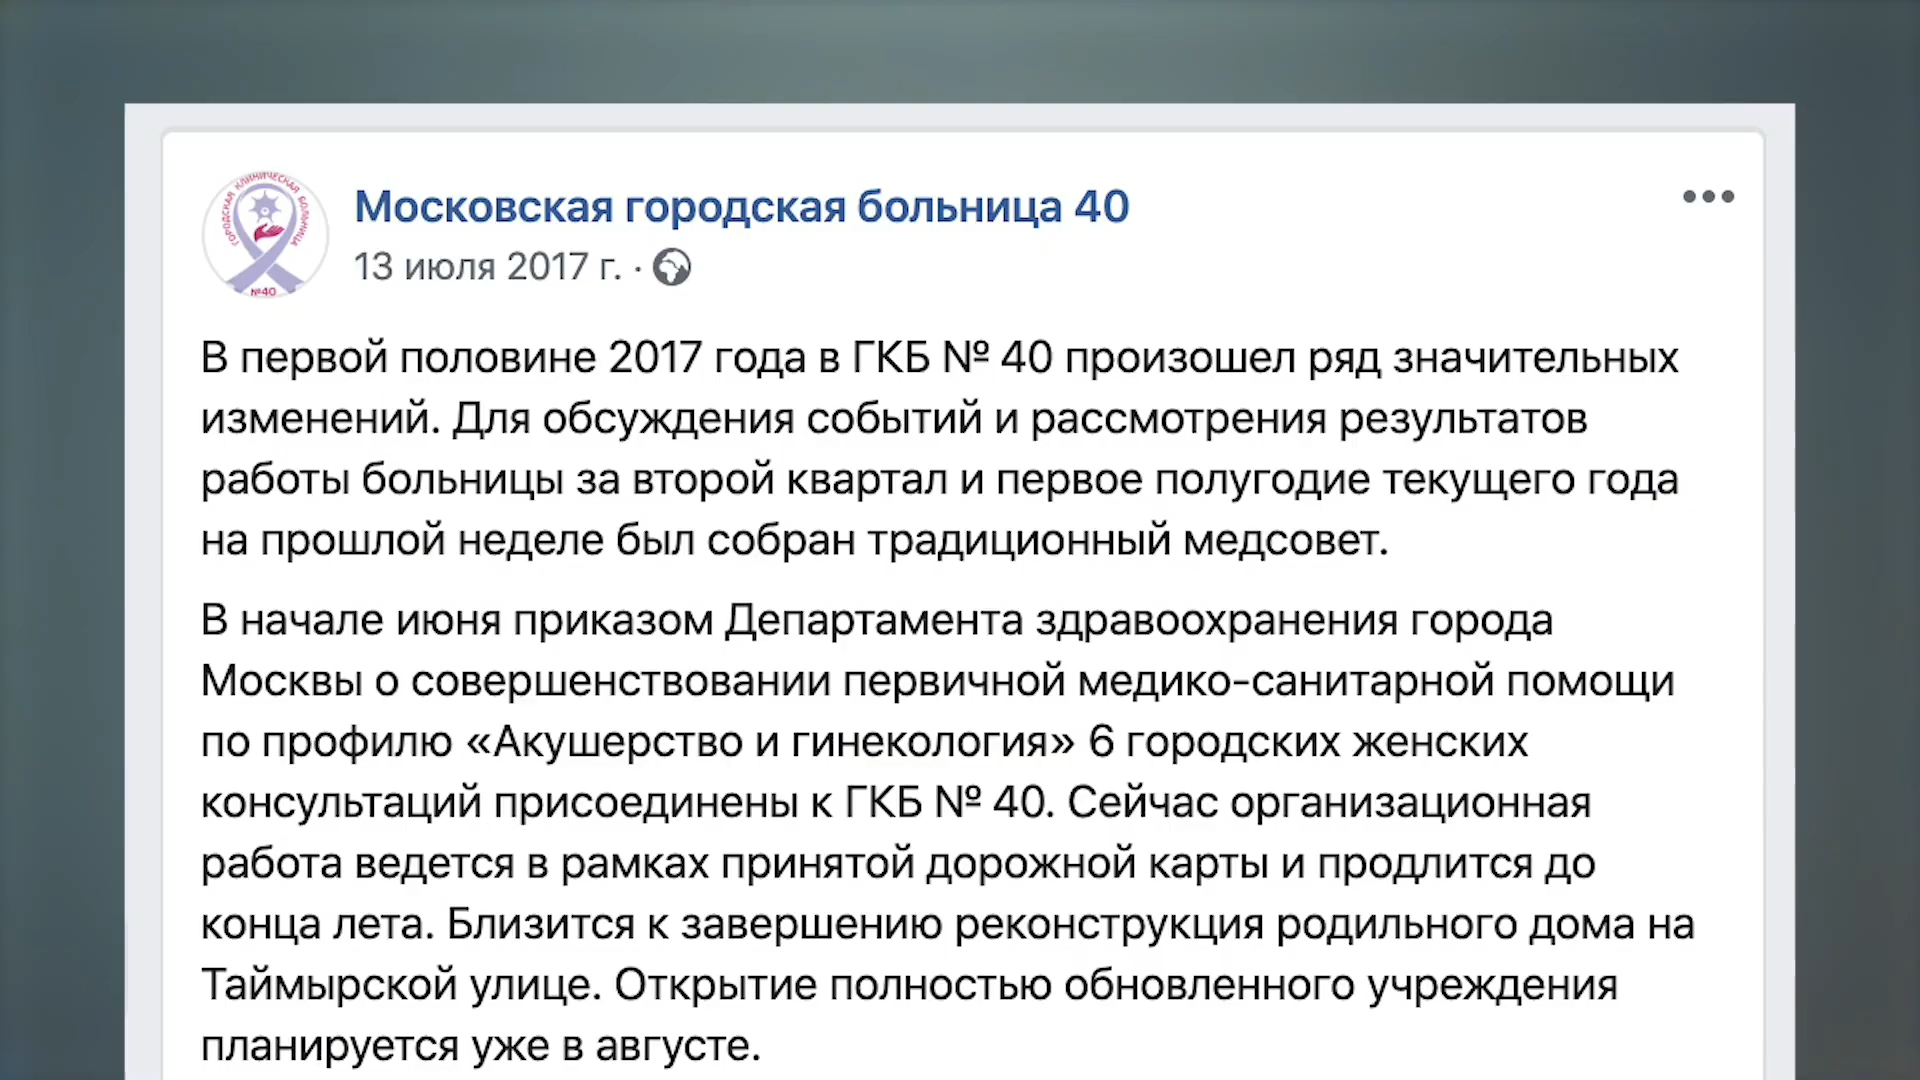 ГОРОДСКАЯ КЛИНИЧЕСКАЯ БОЛЬНИЦА
№40
Московская городская больница 40
13 июля 2017 г. ·
В первой половине 2017 года в ГКБ № 40 произошел ряд значительных
изменений. Для обсуждения событий и рассмотрения результатов
работы больницы за второй квартал и первое полугодие текущего года
на прошлой неделе был собран традиционный медсовет.
В начале июня приказом Департамента здравоохранения города
Москвы о совершенствовании первичной медико-санитарной помощи
по профилю «Акушерство и гинекология» 6 городских женских
консультаций присоединены к ГКБ № 40. Сейчас организационная
работа ведется в рамках принятой дорожной карты и продлится до
конца лета. Близится к завершению реконструкция родильного дома на
Таймырской улице. Открытие полностью обновленного учреждения
планируется уже в августе.